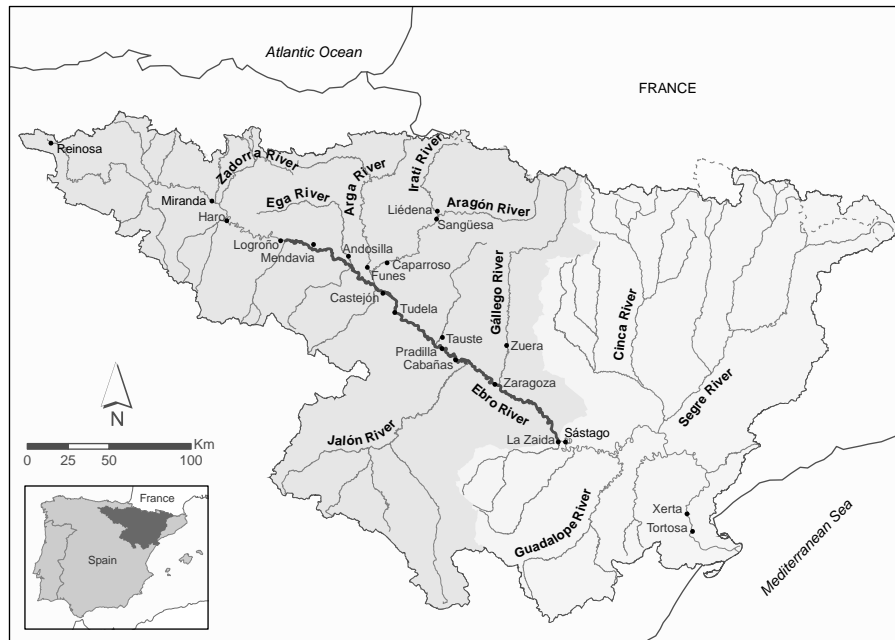 Atlantic Ocean
FRANCE
Reinosa
Zadorra River
Ega River
Arga River
Irati River
Aragón River
Miranda
Haro
Liédena
Sangüesa
Logroño
Mendavia
Andosilla
Caparroso
Funes
Castejón
Tudela
Gállego River
Cinca River
Segre River
Tauste
Pradilla
Cabañas
Zuera
Zaragoza
Ebro River
Jalón River
La Zaida
Sástago
Guadalope River
Xerta
Tortosa
Mediterranean Sea
N
Km
0 25 50 100
France
Spain